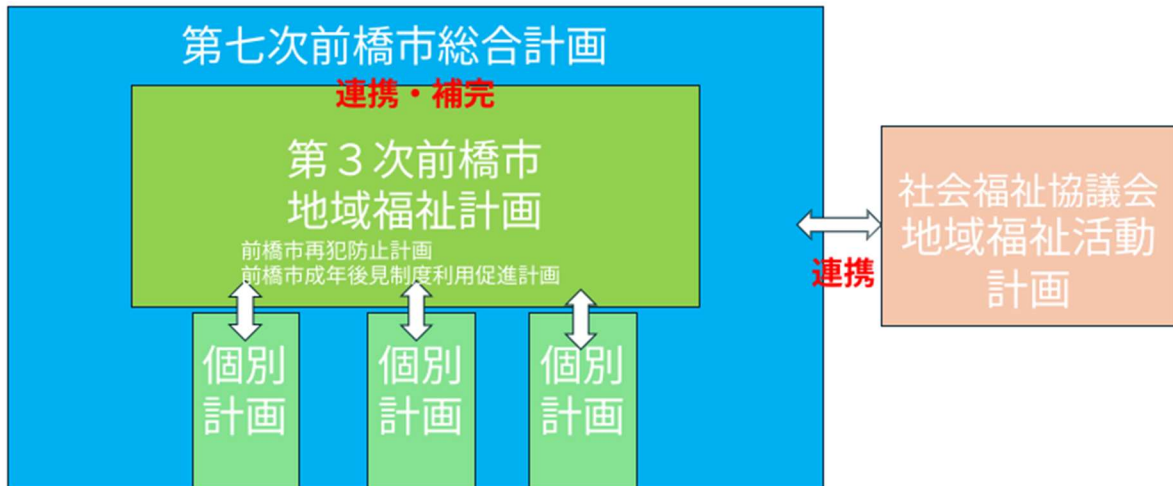 第七次前橋市総合計画
連携・補完
第３次前橋市
地域福祉計画
前橋市再犯防止計画
前橋市成年後見制度利用促進計画
個別
計画
個別
計画
個別
計画
連携
社会福祉協議会
地域福祉活動
計画